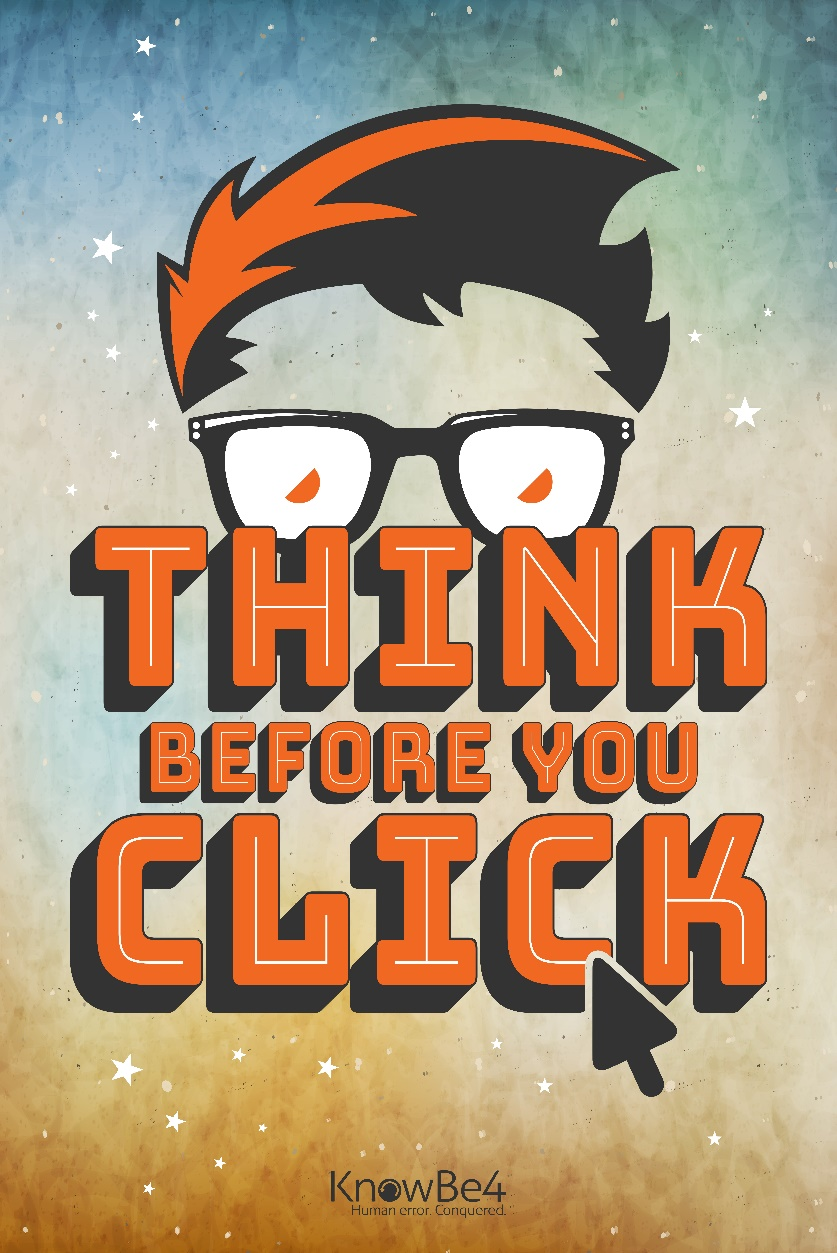 THINK
BEFORE YOU
CLICK
KnowBe4
Human error. Conquered.